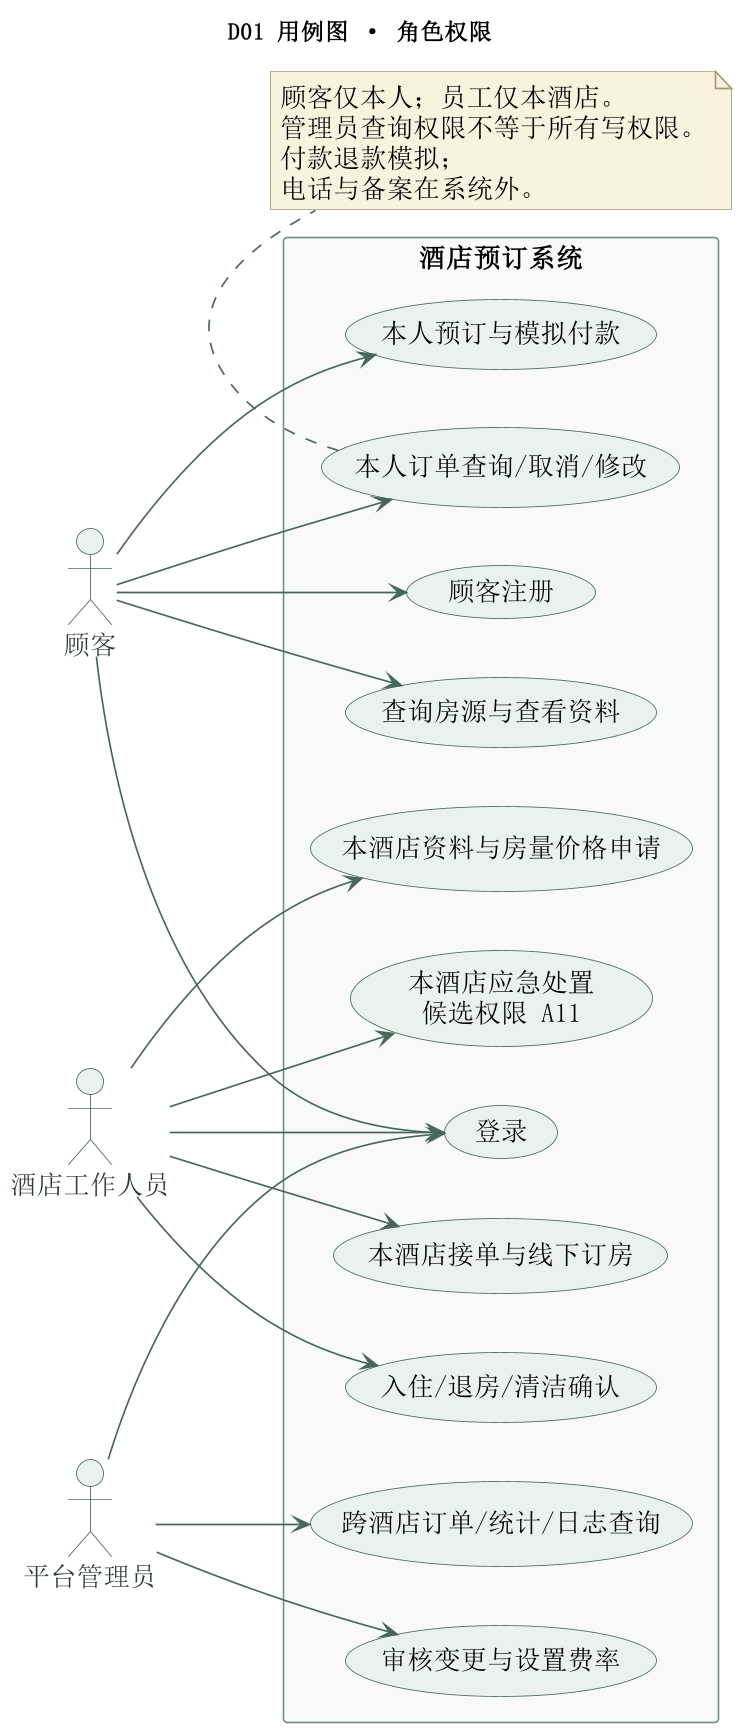 D01 用例图 • 角色权限
顾客仅本人；员工仅本酒店。
管理员查询权限不等于所有写权限。
付款退款模拟；
电话与备案在系统外。
酒店预订系统
本人预订与模拟付款
本人订单查询/取消/修改
顾客注册
顾客
查询房源与查看资料
本酒店资料与房量价格申请
本酒店应急处置
候选权限 A11
登录
酒店工作人员
本酒店接单与线下订房
入住/退房/清洁确认
跨酒店订单/统计/日志查询
平台管理员
审核变更与设置费率